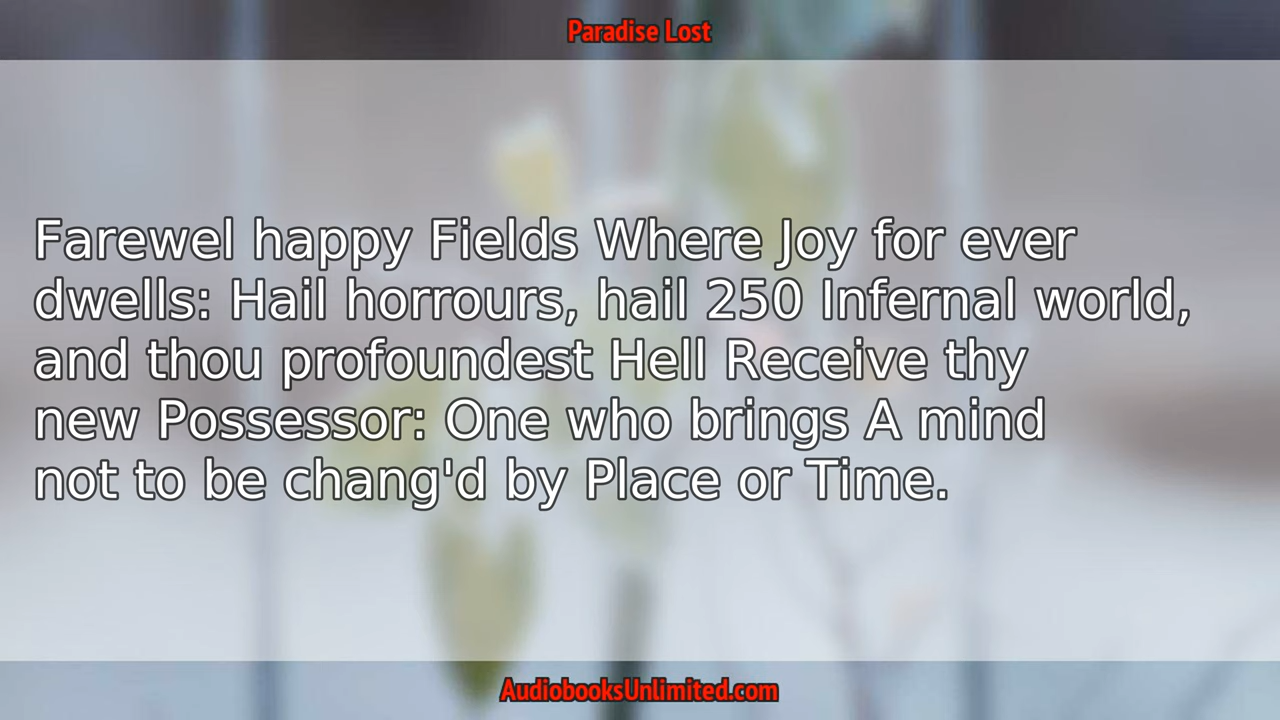 Paradise Lost
Farewel happy Fields Where Joy for ever
dwells: Hail horrours, hail 250 Infernal world,
and thou profoundest Hell Receive thy
new Possessor: One who brings A mind
not to be chang'd by Place or Time.
AudiobooksUnlimited.com